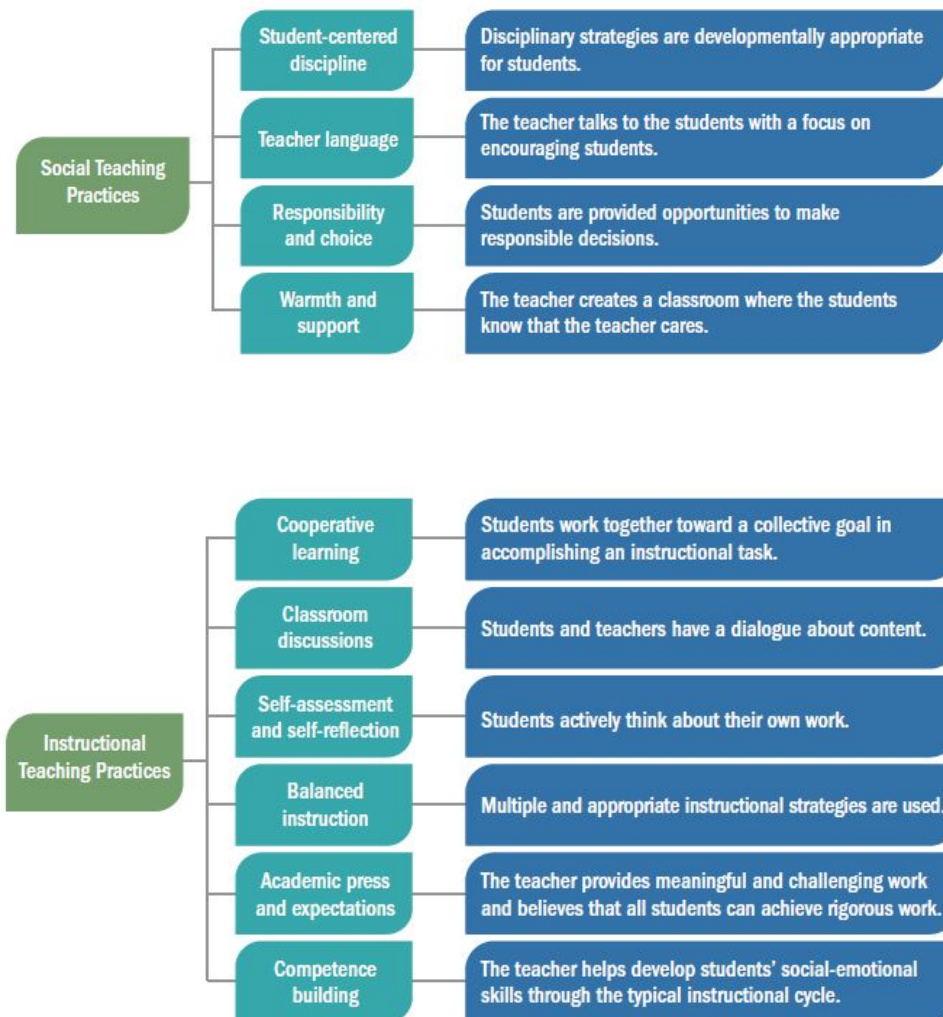 Social Teaching
Practices
Student-centered
discipline
Disciplinary strategies are developmentally appropriate
for students.
Teacher language
The teacher talks to the students with a focus on
encouraging students.
Responsibility
and choice
Students are provided opportunities to make
responsible decisions.
Warmth and
support
The teacher creates a classroom where the students
know that the teacher cares.
Instructional
Teaching Practices
Cooperative
learning
Students work together toward a collective goal in
accomplishing an instructional task.
Classroom
discussions
Students and teachers have a dialogue about content.
Self-assessment
and self-reflection
Students actively think about their own work.
Balanced
instruction
Multiple and appropriate instructional strategies are used.
Academic press
and expectations
The teacher provides meaningful and challenging work
and believes that all students can achieve rigorous work.
Competence
building
The teacher helps develop students’ social-emotional
skills through the typical instructional cycle.